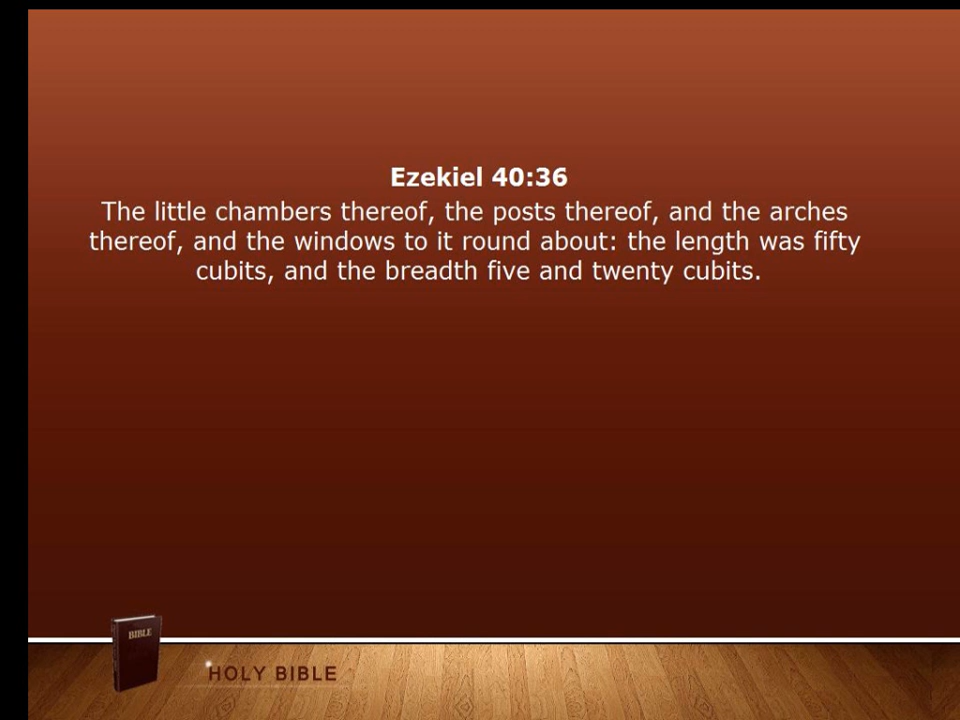 Ezekiel 40:36
The little chambers thereof, the posts thereof, and the arches
thereof, and the windows to it round about: the length was fifty
cubits, and the breadth five and twenty cubits.
BIBLE
HOLY BIBLE